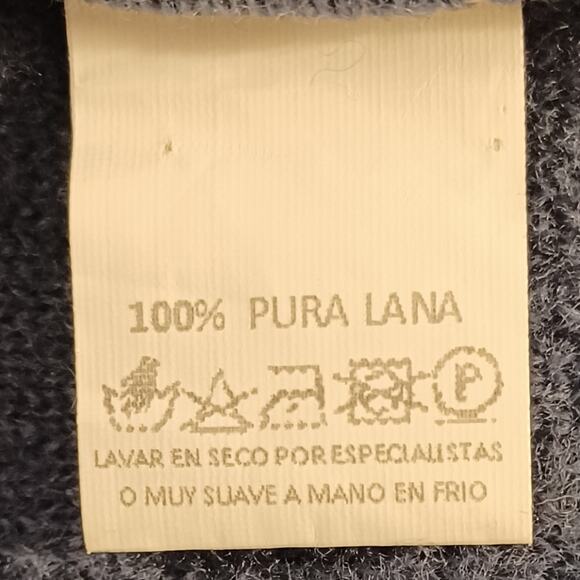 100% PURA LANA
P
LAVAR EN SECO POR ESPECIALISTAS
O MUY SUAVE A MANO EN FRIO